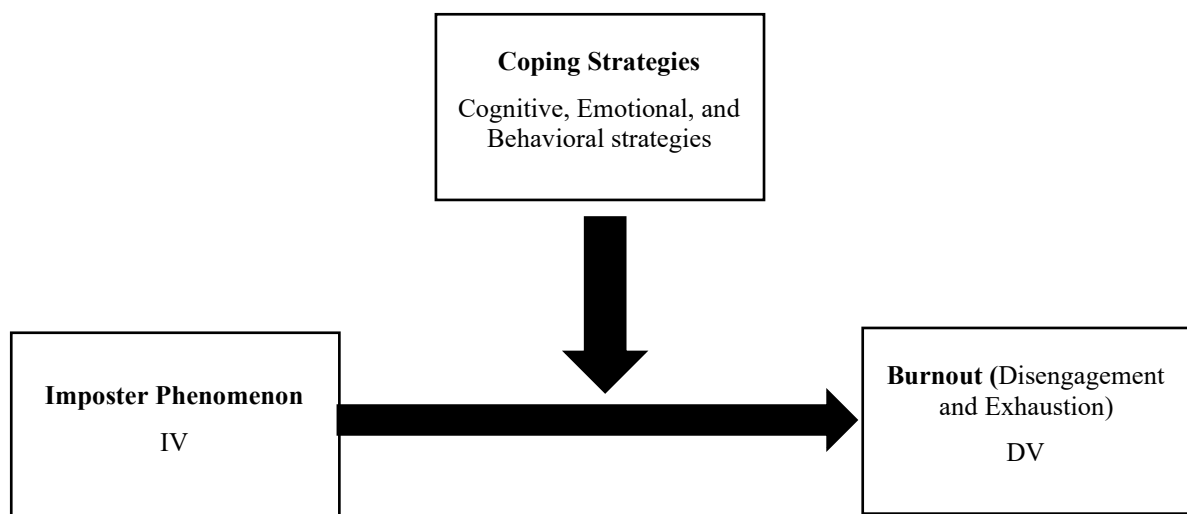 Coping Strategies
Cognitive, Emotional, and
Behavioral strategies
Imposter Phenomenon
IV
Burnout (Disengagement
and Exhaustion)
DV